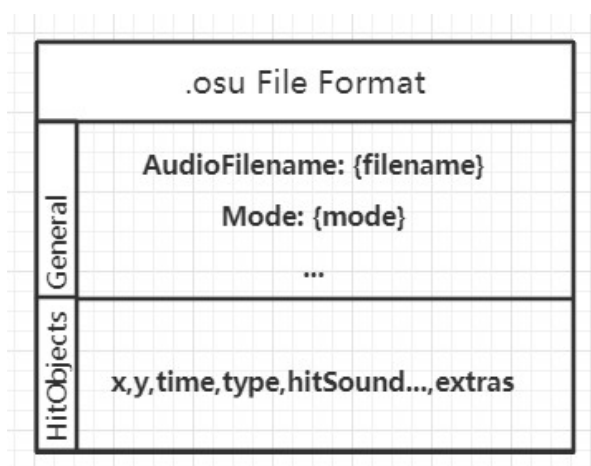 .osu File Format
General
AudioFilename: {filename}
Mode: {mode}
...
HitObjects
x,y,time,type,hitSound...,extras